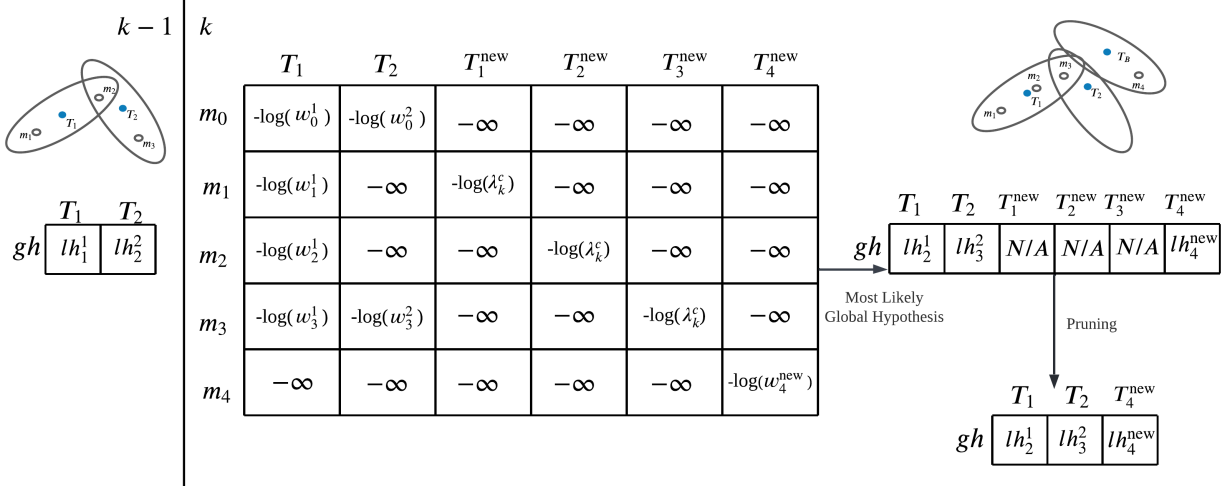 k − 1
k
m₁
T₁
m₂
T₂
m₃
T₁ T₂
gh lh₁¹ lh₂²
T₁ T₂ T₁ⁿᵉʷ T₂ⁿᵉʷ T₃ⁿᵉʷ T₄ⁿᵉʷ
m₀ -log(w₀¹) -log(w₀²) −∞ −∞ −∞ −∞
m₁ -log(w₁¹) −∞ -log(λₖᶜ) −∞ −∞ −∞
m₂ -log(w₂¹) −∞ −∞ -log(λₖᶜ) −∞ −∞
m₃ -log(w₃¹) -log(w₃²) −∞ −∞ -log(λₖᶜ) −∞
m₄ −∞ −∞ −∞ −∞ −∞ -log(w₄ⁿᵉʷ)
Most Likely
Global Hypothesis
m₁
m₂
T₁
m₃
T₂
T_B
m₄
T₁ T₂ T₁ⁿᵉʷ T₂ⁿᵉʷ T₃ⁿᵉʷ T₄ⁿᵉʷ
gh lh₂¹ lh₃² N/A N/A N/A lh₄ⁿᵉʷ
Pruning
T₁ T₂ T₄ⁿᵉʷ
gh lh₂¹ lh₃² lh₄ⁿᵉʷ